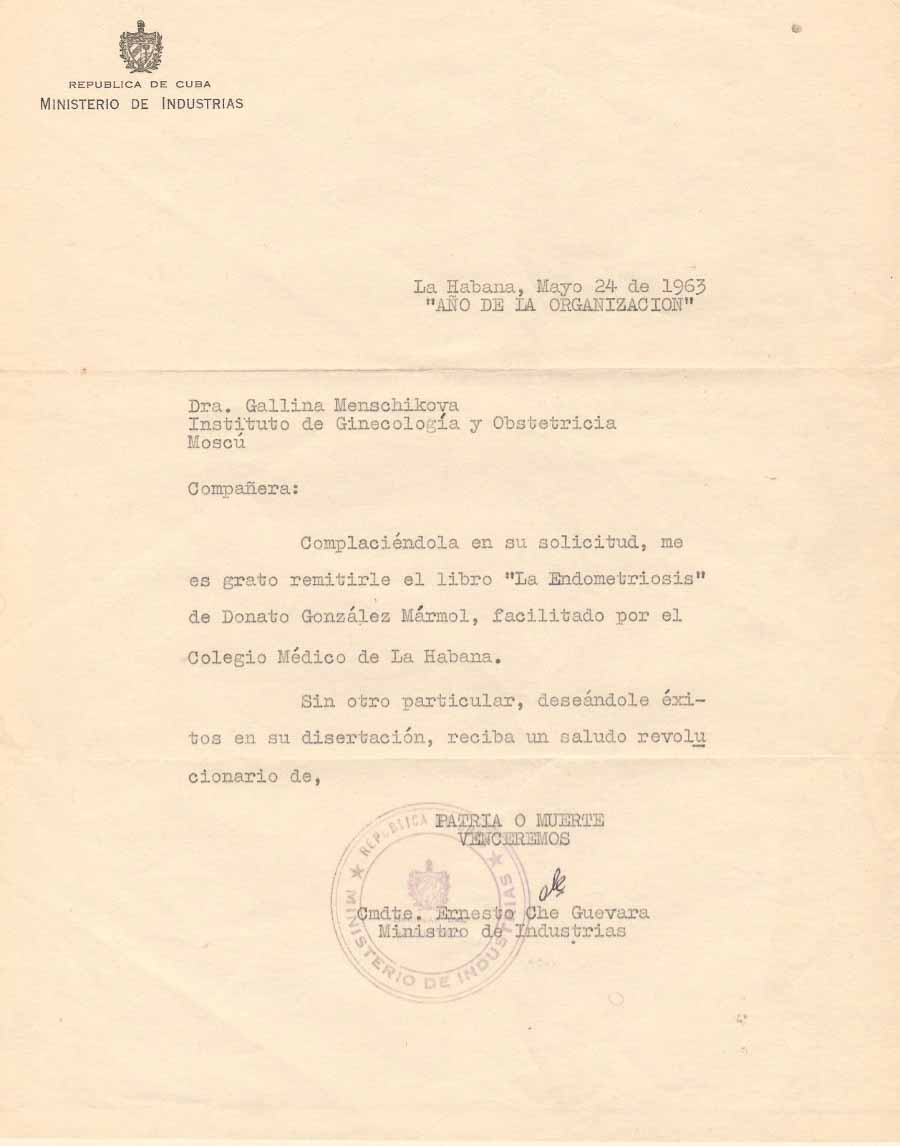 REPUBLICA DE CUBA
MINISTERIO DE INDUSTRIAS
La Habana, Mayo 24 de 1963
"AÑO DE LA ORGANIZACION"
Dra. Gallina Menschikova
Instituto de Ginecología y Obstetricia
Moscú
Compañera:
Complaciéndola en su solicitud, me
es grato remitirle el libro "La Endometriosis"
de Donato González Mármol, facilitado por el
Colegio Médico de La Habana.
Sin otro particular, deseándole éxi-
tos en su disertación, reciba un saludo revolu
cionario de,
PATRIA O MUERTE
VENCEREMOS
Cmdte. Ernesto Che Guevara
Ministro de Industrias
REPUBLICA
MINISTERIO DE INDUSTRIAS